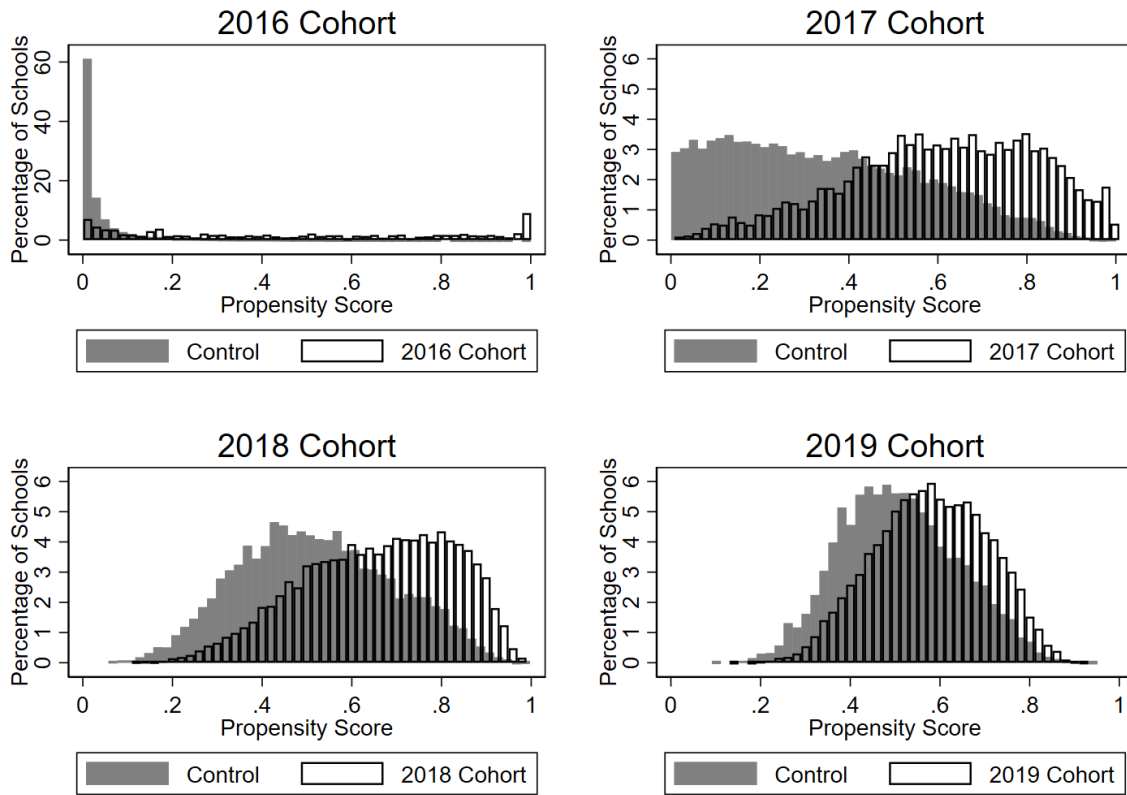 2016 Cohort
Percentage of Schools
60
40
20
0
0 .2 .4 .6 .8 1
Propensity Score
Control 2016 Cohort
2017 Cohort
Percentage of Schools
6
5
4
3
2
1
0
0 .2 .4 .6 .8 1
Propensity Score
Control 2017 Cohort
2018 Cohort
Percentage of Schools
6
5
4
3
2
1
0
0 .2 .4 .6 .8 1
Propensity Score
Control 2018 Cohort
2019 Cohort
Percentage of Schools
6
5
4
3
2
1
0
0 .2 .4 .6 .8 1
Propensity Score
Control 2019 Cohort